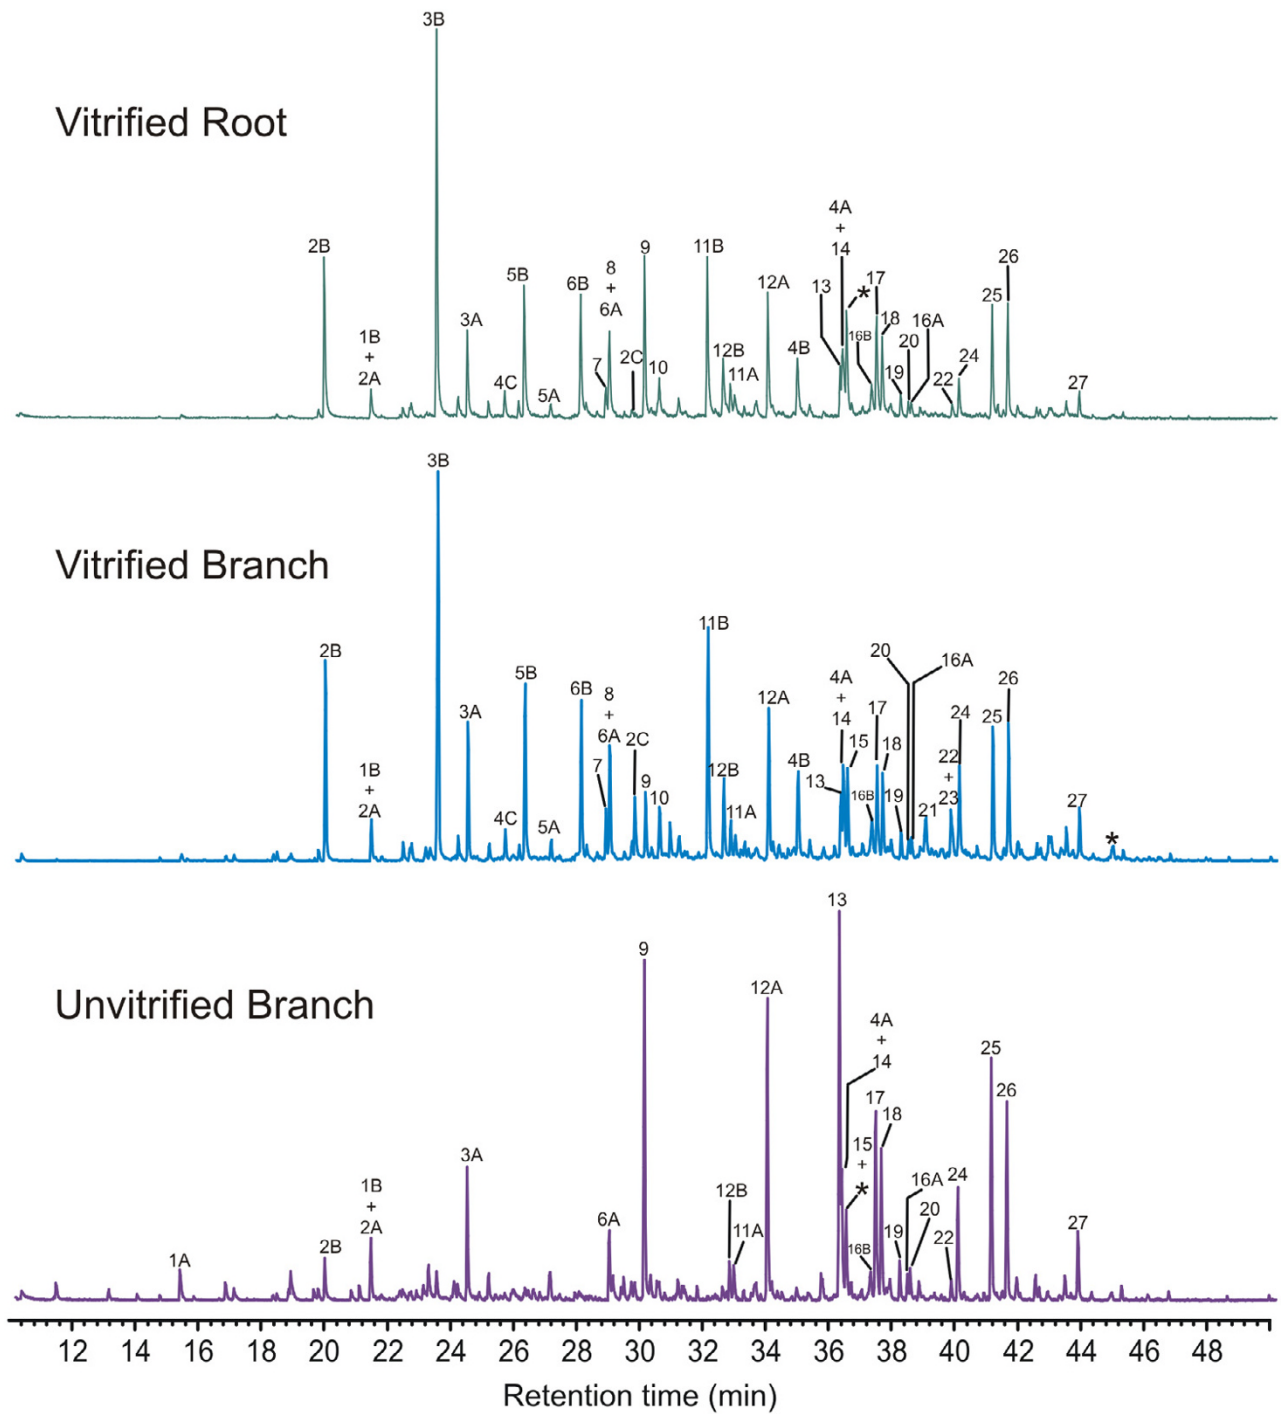 3B
Vitrified Root
2B
1B
+
2A
3A
4C
5B
5A
6B
7
8
+
6A
2C
9
10
11B
12B
11A
12A
4B
13
4A
+
14
*
16B
17
18
19
20
16A
22
24
25
26
27
3B
Vitrified Branch
2B
1B
+
2A
3A
4C
5B
5A
6B
7
8
+
6A
2C
9
10
11B
12B
11A
12A
4B
13
4A
+
14
15
16B
17
18
19
20
16A
21
22
+
23
24
25
26
27
*
Unvitrified Branch
1A
2B
1B
+
2A
3A
6A
9
12B
11A
12A
13
4A
+
14
15
+
*
16B
17
18
19
16A
20
22
24
25
26
27
12 14 16 18 20 22 24 26 28 30 32 34 36 38 40 42 44 46 48
Retention time (min)